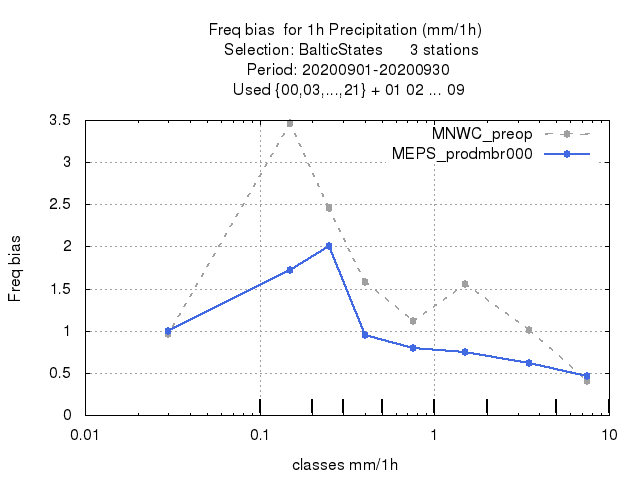 Freq bias  for 1h Precipitation (mm/1h)
Selection: BalticStates      3 stations
Period: 20200901-20200930
Used {00,03,...,21} + 01 02 ... 09
MNWC_preop
MEPS_prodmbr000
3.5
3
2.5
2
1.5
1
0.5
0
Freq bias
0.01
0.1
1
10
classes mm/1h